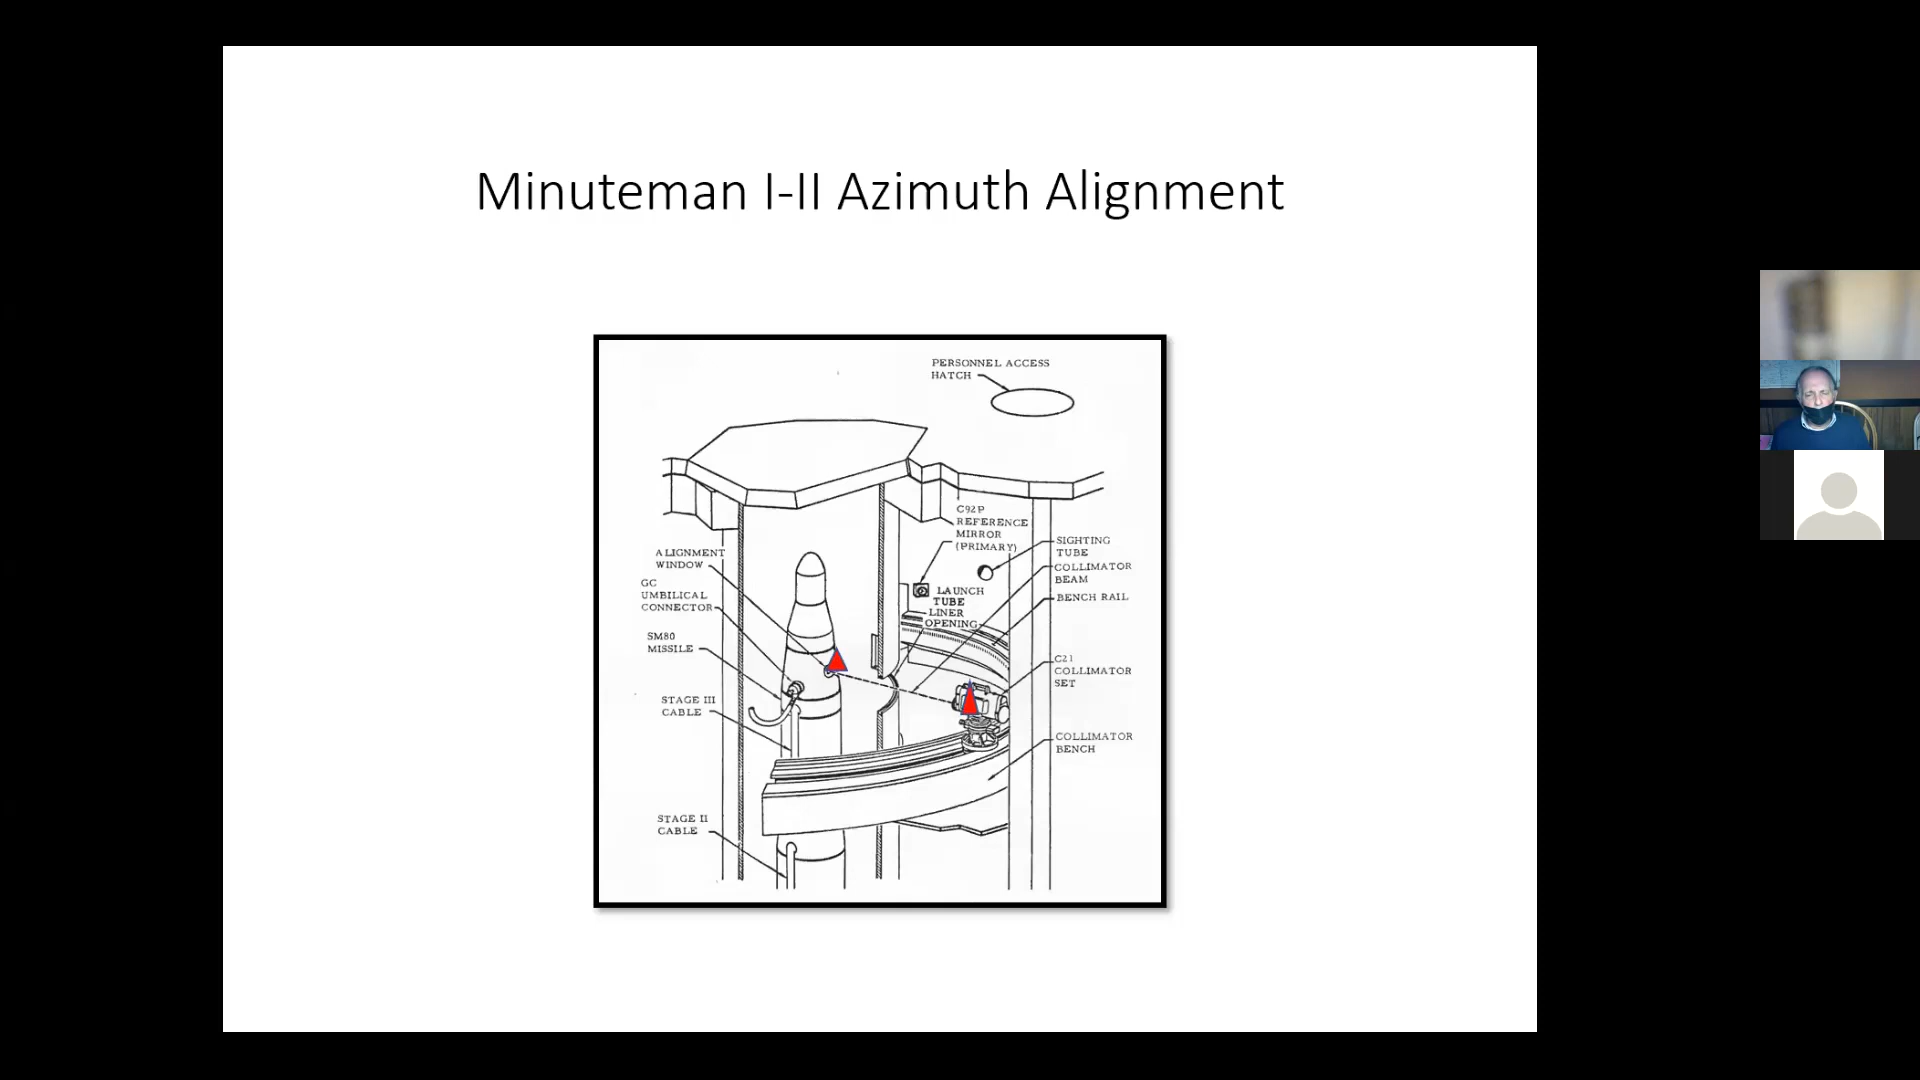 Minuteman I-II Azimuth Alignment
PERSONNEL ACCESS
HATCH
C92P
REFERENCE
MIRROR
(PRIMARY)
SIGHTING
TUBE
ALIGNMENT
WINDOW
COLLIMATOR
BEAM
GC
UMBILICAL
CONNECTOR
LAUNCH
TUBE
LINER
OPENING
BENCH RAIL
SM80
MISSILE
C21
COLLIMATOR
SET
STAGE III
CABLE
COLLIMATOR
BENCH
STAGE II
CABLE